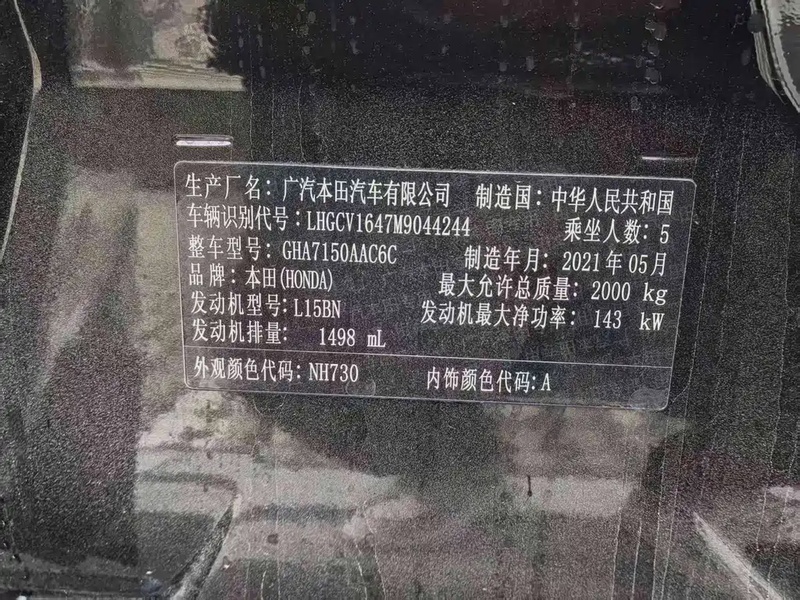 生产厂名：广汽本田汽车有限公司 制造国：中华人民共和国
车辆识别代号：LHGCV1647M9044244 乘坐人数：5
整车型号：GHA7150AAC6C 制造年月：2021年05月
品牌：本田(HONDA) 最大允许总质量：2000 kg
发动机型号：L15BN 发动机最大净功率：143 kW
发动机排量： 1498 mL
外观颜色代码：NH730 内饰颜色代码：A